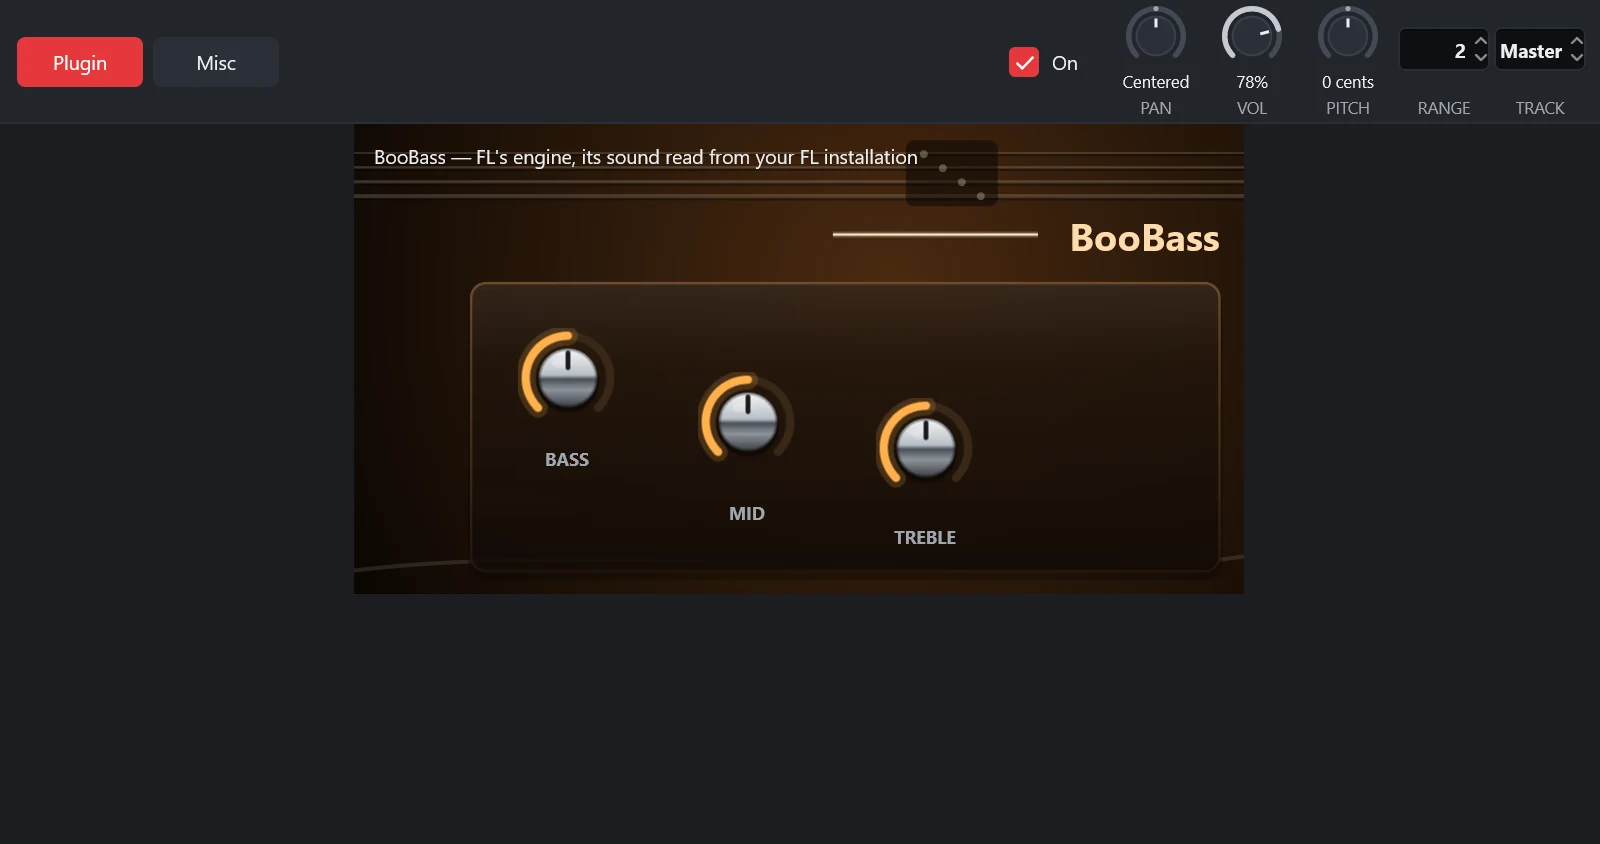 Plugin
Misc
On
Centered
PAN
78%
VOL
0 cents
PITCH
2
RANGE
Master
TRACK
BooBass — FL's engine, its sound read from your FL installation
BooBass
BASS
MID
TREBLE